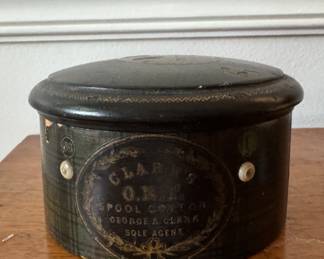 CLARK'S
O.N.T.
SPOOL COTTON
GEORGE A. CLARK
SOLE AGENT